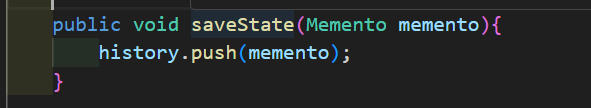 public void saveState(Memento memento){
history.push(memento);
}